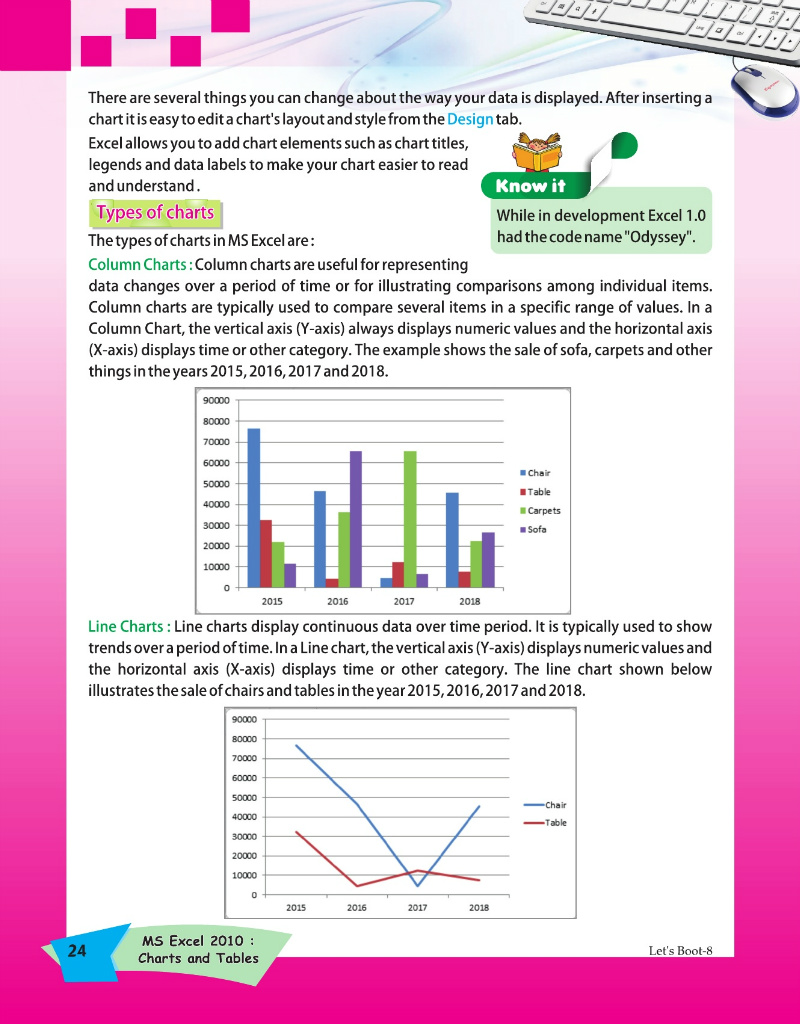 There are several things you can change about the way your data is displayed. After inserting a
chart it is easy to edit a chart's layout and style from the Design tab.
Excel allows you to add chart elements such as chart titles,
legends and data labels to make your chart easier to read
and understand .
Know it
While in development Excel 1.0
had the code name "Odyssey".
Types of charts
The types of charts in MS Excel are :
Column Charts : Column charts are useful for representing
data changes over a period of time or for illustrating comparisons among individual items.
Column charts are typically used to compare several items in a specific range of values. In a
Column Chart, the vertical axis (Y-axis) always displays numeric values and the horizontal axis
(X-axis) displays time or other category. The example shows the sale of sofa, carpets and other
things in the years 2015, 2016, 2017 and 2018.
90000
80000
70000
60000
50000
40000
30000
20000
10000
0
2015 2016 2017 2018
Chair
Table
Carpets
Sofa
Line Charts : Line charts display continuous data over time period. It is typically used to show
trends over a period of time. In a Line chart, the vertical axis (Y-axis) displays numeric values and
the horizontal axis (X-axis) displays time or other category. The line chart shown below
illustrates the sale of chairs and tables in the year 2015, 2016, 2017 and 2018.
90000
80000
70000
60000
50000
40000
30000
20000
10000
0
2015 2016 2017 2018
Chair
Table
24
MS Excel 2010 :
Charts and Tables
Let's Boot-8